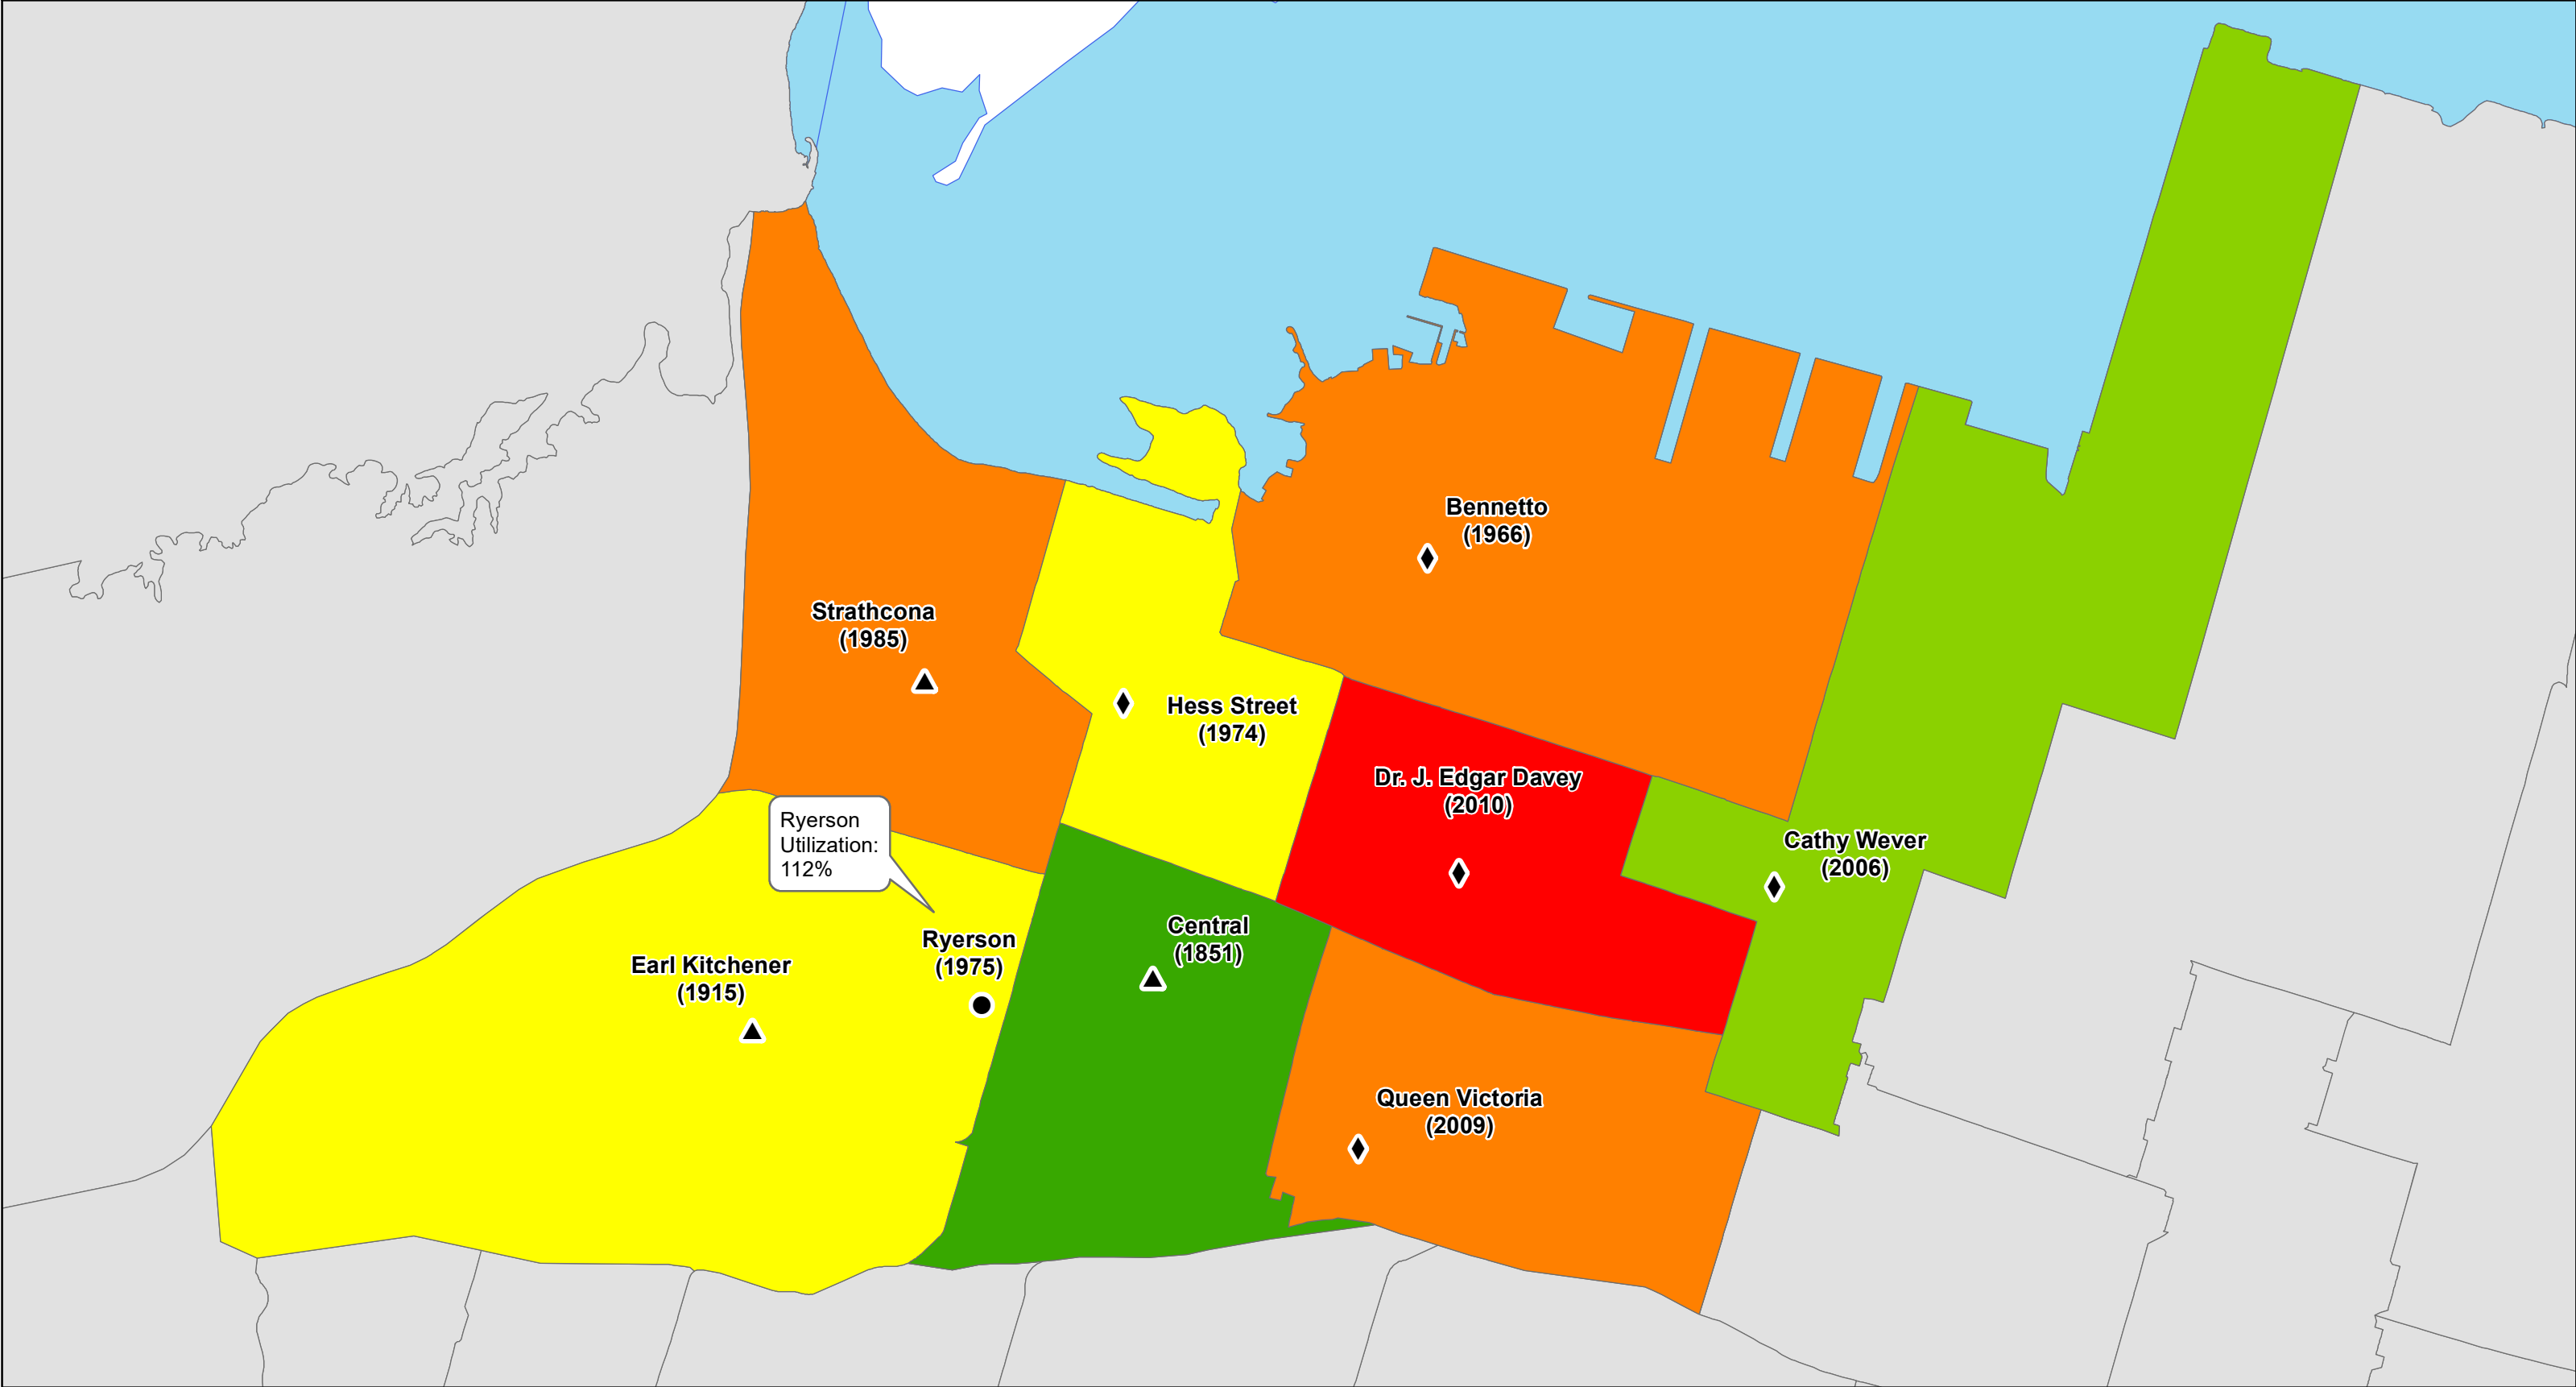 Bennetto
(1966)
Strathcona
(1985)
Hess Street
(1974)
Dr. J. Edgar Davey
(2010)
Ryerson
Utilization:
112%
Cathy Wever
(2006)
Central
(1851)
Ryerson
(1975)
Earl Kitchener
(1915)
Queen Victoria
(2009)